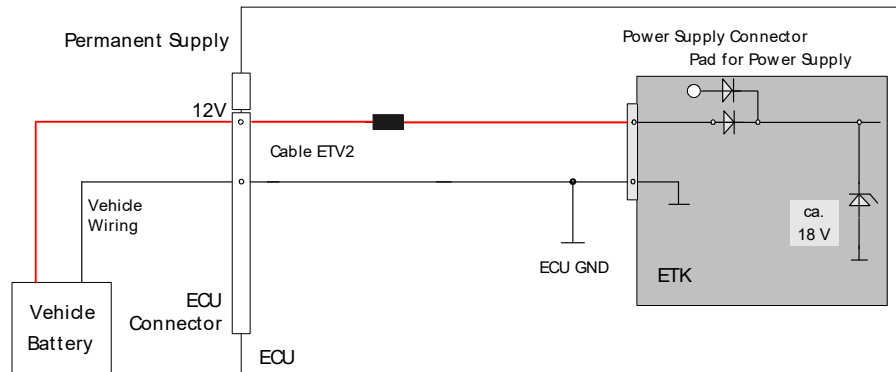 Permanent Supply
Power Supply Connector
Pad for Power Supply
12V
Cable ETV2
Vehicle
Wiring
ca.
18 V
ECU GND
ETK
ECU
Connector
Vehicle
Battery
ECU